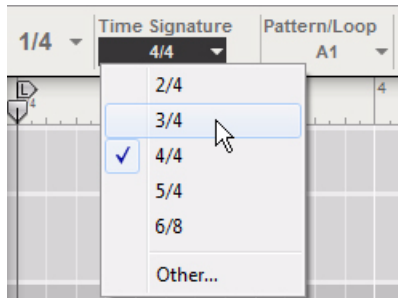 1/4
Time Signature
4/4
Pattern/Loop
A1
L
4
4
2/4
3/4
4/4
5/4
6/8
Other...